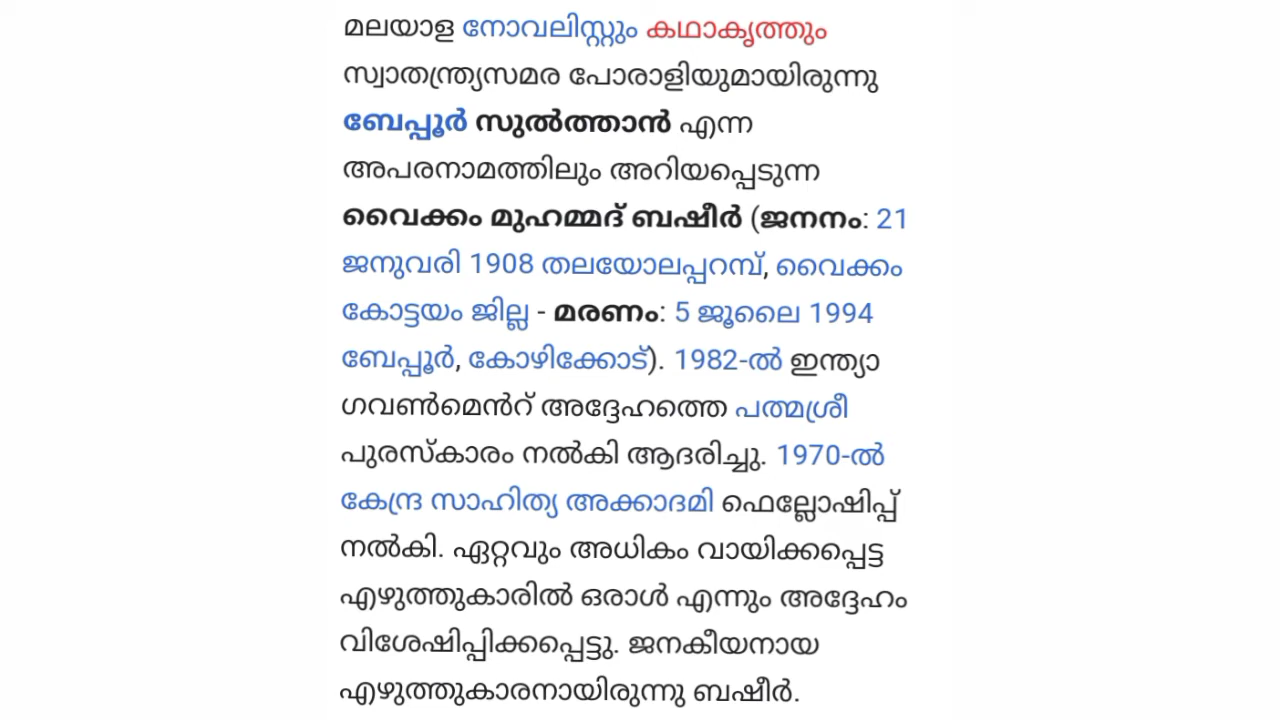 മലയാള നോവലിസ്റ്റും കഥാകൃത്തും
സ്വാതന്ത്ര്യസമര പോരാളിയുമായിരുന്നു
ബേപ്പൂർ സുൽത്താൻ എന്ന
അപരനാമത്തിലും അറിയപ്പെടുന്ന
വൈക്കം മുഹമ്മദ് ബഷീർ (ജനനം: 21
ജനുവരി 1908 തലയോലപ്പറമ്പ്, വൈക്കം
കോട്ടയം ജില്ല - മരണം: 5 ജൂലൈ 1994
ബേപ്പൂർ, കോഴിക്കോട്). 1982-ൽ ഇന്ത്യാ
ഗവൺമെൻറ് അദ്ദേഹത്തെ പത്മശ്രീ
പുരസ്കാരം നൽകി ആദരിച്ചു. 1970-ൽ
കേന്ദ്ര സാഹിത്യ അക്കാദമി ഫെല്ലോഷിപ്പ്
നൽകി. ഏറ്റവും അധികം വായിക്കപ്പെട്ട
എഴുത്തുകാരിൽ ഒരാൾ എന്നും അദ്ദേഹം
വിശേഷിപ്പിക്കപ്പെട്ടു. ജനകീയനായ
എഴുത്തുകാരനായിരുന്നു ബഷീർ.